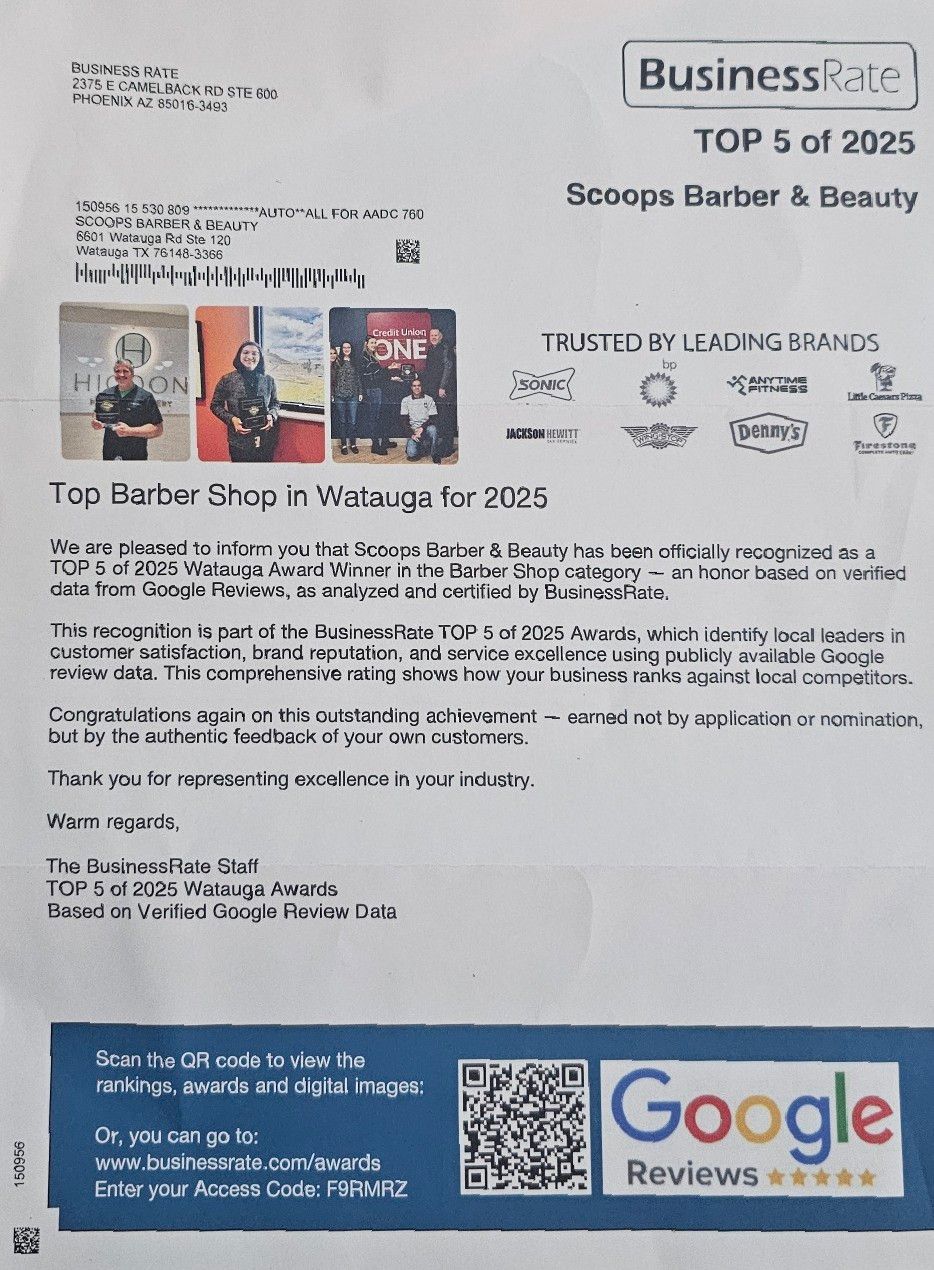 BUSINESS RATE
2375 E CAMELBACK RD STE 600
PHOENIX AZ 85016-3493
BusinessRate
TOP 5 of 2025
Scoops Barber & Beauty
150956 15 530 809 *************AUTO**ALL FOR AADC 760
SCOOPS BARBER & BEAUTY
6601 Watauga Rd Ste 120
Watauga TX 76148-3366
H
HIGDON
Credit Union
ONE
TRUSTED BY LEADING BRANDS
SONIC
bp
ANYTIME
FITNESS
Little Caesars Pizza
JACKSON HEWITT
TAX SERVICE
WING STOP
Denny's
F
Firestone
COMPLETE AUTO CARE
Top Barber Shop in Watauga for 2025
We are pleased to inform you that Scoops Barber & Beauty has been officially recognized as a
TOP 5 of 2025 Watauga Award Winner in the Barber Shop category — an honor based on verified
data from Google Reviews, as analyzed and certified by BusinessRate.
This recognition is part of the BusinessRate TOP 5 of 2025 Awards, which identify local leaders in
customer satisfaction, brand reputation, and service excellence using publicly available Google
review data. This comprehensive rating shows how your business ranks against local competitors.
Congratulations again on this outstanding achievement — earned not by application or nomination,
but by the authentic feedback of your own customers.
Thank you for representing excellence in your industry.
Warm regards,
The BusinessRate Staff
TOP 5 of 2025 Watauga Awards
Based on Verified Google Review Data
Scan the QR code to view the
rankings, awards and digital images:
Or, you can go to:
www.businessrate.com/awards
Enter your Access Code: F9RMRZ
Google
Reviews
150956